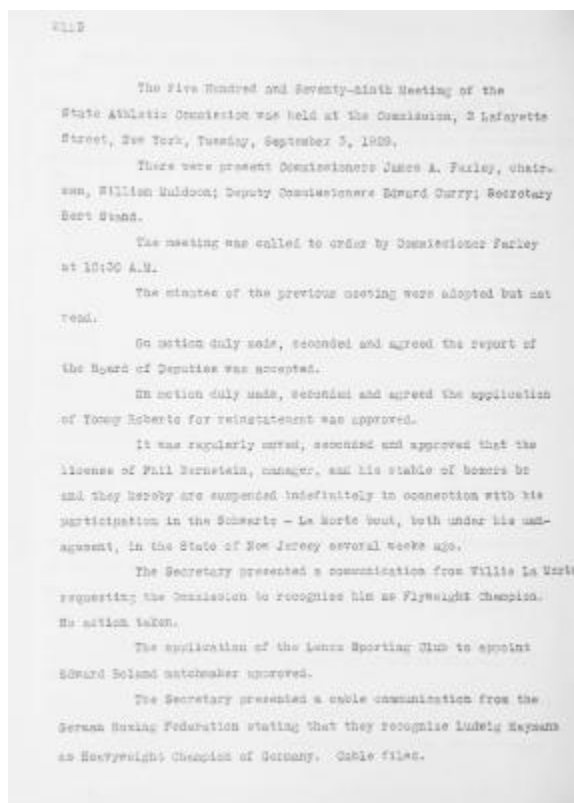 The Five Hundred and Seventy-ninth Meeting of the
State Athletic Commission was held at the Commission, 2 Lafayette
Street, New York, Tuesday, September 3, 1929.
There were present Commissioners James A. Farley, chair-
man, William Muldoon; Deputy Commissioners Edward Curry; Secretary
Bert Stand.
The meeting was called to order by Commissioner Farley
at 10:30 A.M.
The minutes of the previous meeting were adopted but not
read.
On motion duly made, seconded and agreed the report of
the Board of Deputies was accepted.
On motion duly made, seconded and agreed the application
of Tommy Roberts for reinstatement was approved.
It was regularly moved, seconded and approved that the
license of Phil Bernstein, manager, and his stable of boxers be
and they hereby are suspended indefinitely in connection with his
participation in the Schwartz - La Morte bout, both under his man-
agement, in the State of New Jersey several weeks ago.
The Secretary presented a communication from Willie La Morte
requesting the Commission to recognize him as Flyweight Champion.
No action taken.
The application of the Lenox Sporting Club to appoint
Edward Boland matchmaker approved.
The Secretary presented a cable communication from the
German Boxing Federation stating that they recognize Ludwig Haymann
as Heavyweight Champion of Germany. Cable filed.